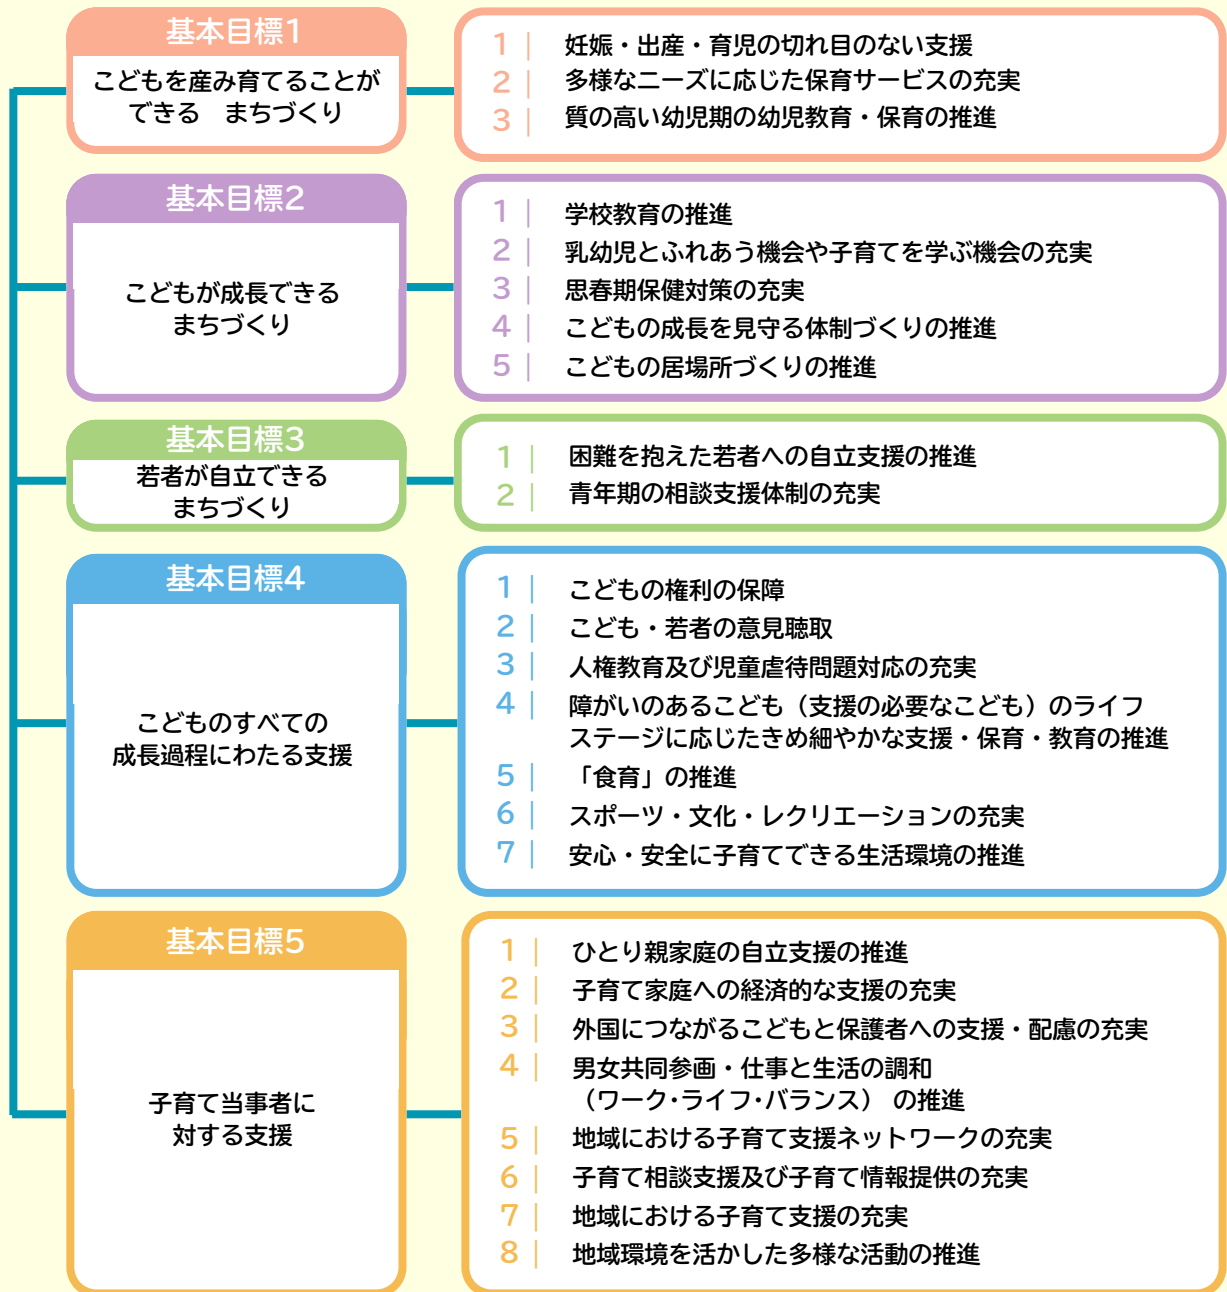 基本目標1
こどもを産み育てることが
できる　まちづくり
1｜ 妊娠・出産・育児の切れ目のない支援
2｜ 多様なニーズに応じた保育サービスの充実
3｜ 質の高い幼児期の幼児教育・保育の推進
基本目標2
こどもが成長できる
まちづくり
1｜ 学校教育の推進
2｜ 乳幼児とふれあう機会や子育てを学ぶ機会の充実
3｜ 思春期保健対策の充実
4｜ こどもの成長を見守る体制づくりの推進
5｜ こどもの居場所づくりの推進
基本目標3
若者が自立できる
まちづくり
1｜ 困難を抱えた若者への自立支援の推進
2｜ 青年期の相談支援体制の充実
基本目標4
こどものすべての
成長過程にわたる支援
1｜ こどもの権利の保障
2｜ こども・若者の意見聴取
3｜ 人権教育及び児童虐待問題対応の充実
4｜ 障がいのあるこども（支援の必要なこども）のライフ
ステージに応じたきめ細やかな支援・保育・教育の推進
5｜ 「食育」の推進
6｜ スポーツ・文化・レクリエーションの充実
7｜ 安心・安全に子育てできる生活環境の推進
基本目標5
子育て当事者に
対する支援
1｜ ひとり親家庭の自立支援の推進
2｜ 子育て家庭への経済的な支援の充実
3｜ 外国につながるこどもと保護者への支援・配慮の充実
4｜ 男女共同参画・仕事と生活の調和
（ワーク・ライフ・バランス） の推進
5｜ 地域における子育て支援ネットワークの充実
6｜ 子育て相談支援及び子育て情報提供の充実
7｜ 地域における子育て支援の充実
8｜ 地域環境を活かした多様な活動の推進